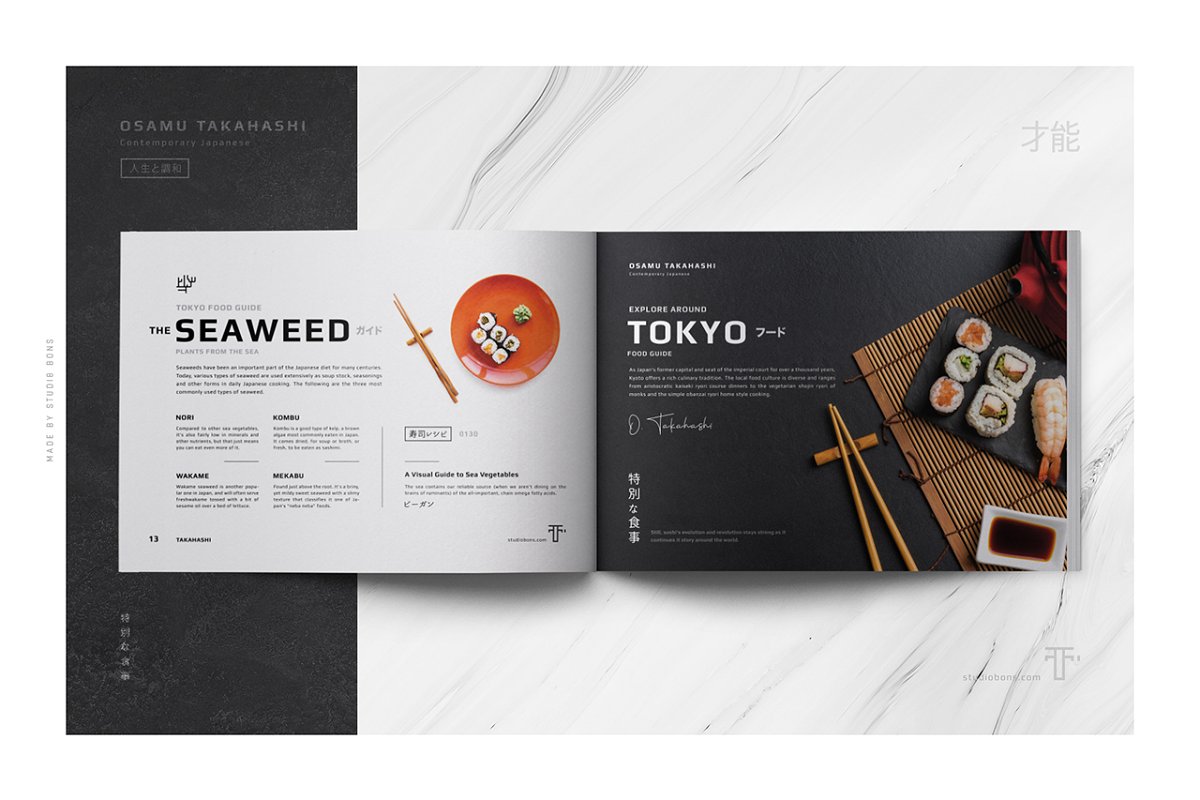 MADE BY STUDIO BONS
OSAMU TAKAHASHI
Contemporary Japanese
人生と調和
才能
TOKYO FOOD GUIDE
THE SEAWEED ガイド
PLANTS FROM THE SEA
Seaweeds have been an important part of the Japanese diet for many centuries.
Today, various types of seaweed are used extensively as soup stock, seasonings
and other forms in daily Japanese cooking. The following are the three most
commonly used types of seaweed.
NORI
Compared to other sea vegetables,
it's also fairly low in minerals and
other nutrients, but that just means
you can eat even more of it.
KOMBU
Kombu is a good type of kelp, a brown
algae most commonly eaten in Japan.
It comes dried, for soup or broth, or
fresh, to be eaten as sashimi.
WAKAME
Wakame seaweed is another popu-
lar one in Japan, and will often serve
freshwakame tossed with a bit of
sesame oil over a bed of lettuce.
MEKABU
Found just above the root. It's a briny,
yet mildy sweet seaweed with a slimy
texture that classifies it one of Ja-
pan's "neba neba" foods.
寿司レシピ 0130
A Visual Guide to Sea Vegetables
The sea contains our reliable source (when we aren't dining on the
brains of ruminants) of the all-important, chain omega fatty acids.
ビーガン
13 TAKAHASHI
studiobons.com
OSAMU TAKAHASHI
Contemporary Japanese
EXPLORE AROUND
TOKYO フード
FOOD GUIDE
As Japan's former capital and seat of the imperial court for over a thousand years,
Kyoto offers a rich culinary tradition. The local food culture is diverse and ranges
from aristocratic kaiseki ryori course dinners to the vegetarian shojin ryori of
monks and the simple obanzai ryori home style cooking.
O. Takahashi
特別な食事
Still, sushi's evolution and revolution stays strong as it
continues it story around the world.
特別な食事
studiobons.com